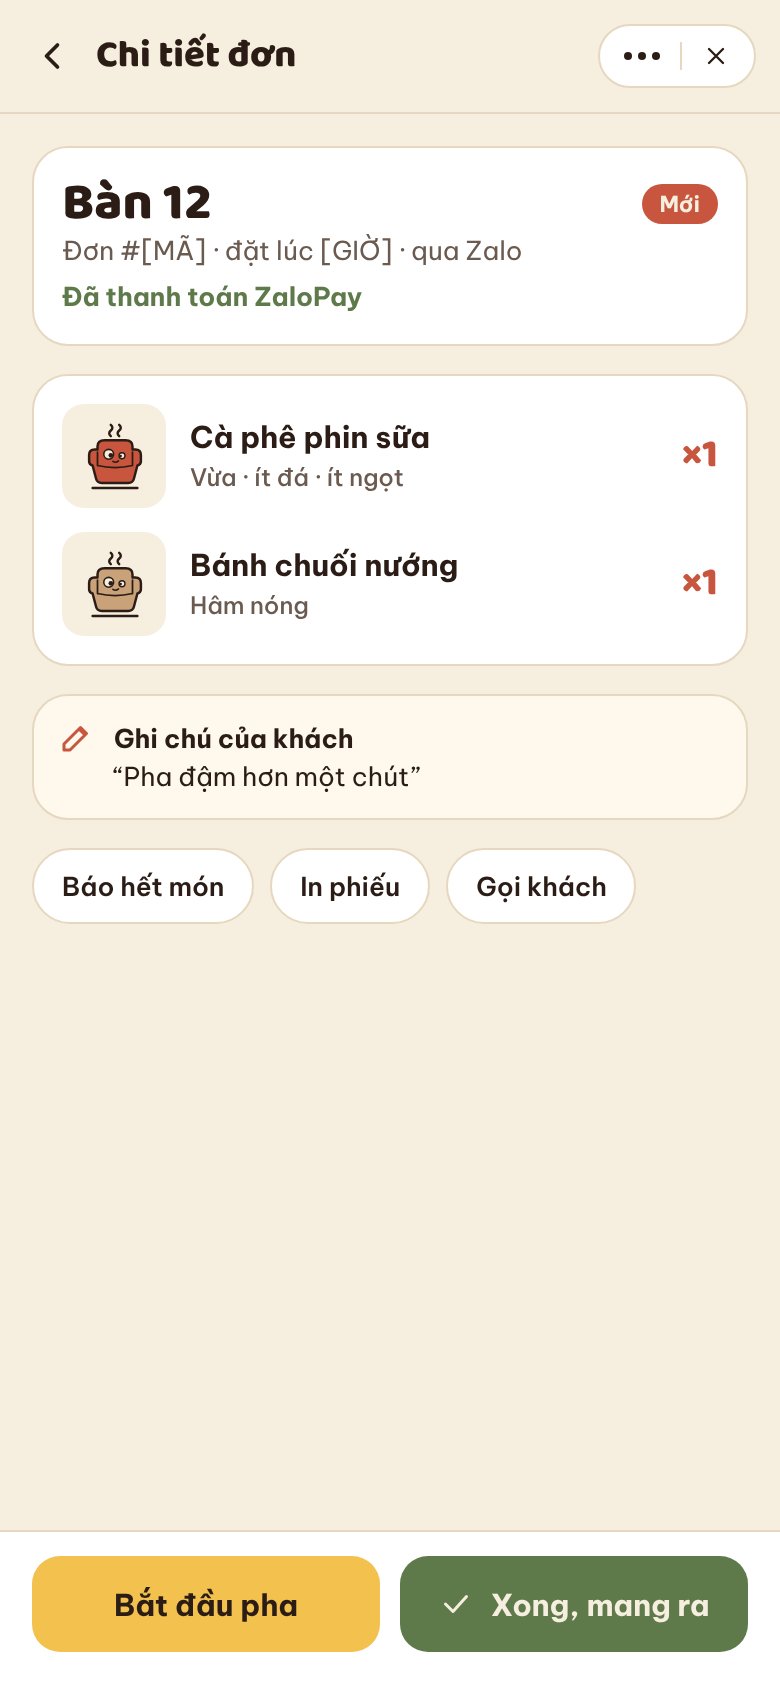 Chi tiết đơn
Bàn 12
Mới
Đơn #[MÃ] · đặt lúc [GIỜ] · qua Zalo
Đã thanh toán ZaloPay
Cà phê phin sữa
×1
Vừa · ít đá · ít ngọt
Bánh chuối nướng
×1
Hâm nóng
Ghi chú của khách
“Pha đậm hơn một chút”
Báo hết món
In phiếu
Gọi khách
Bắt đầu pha
Xong, mang ra